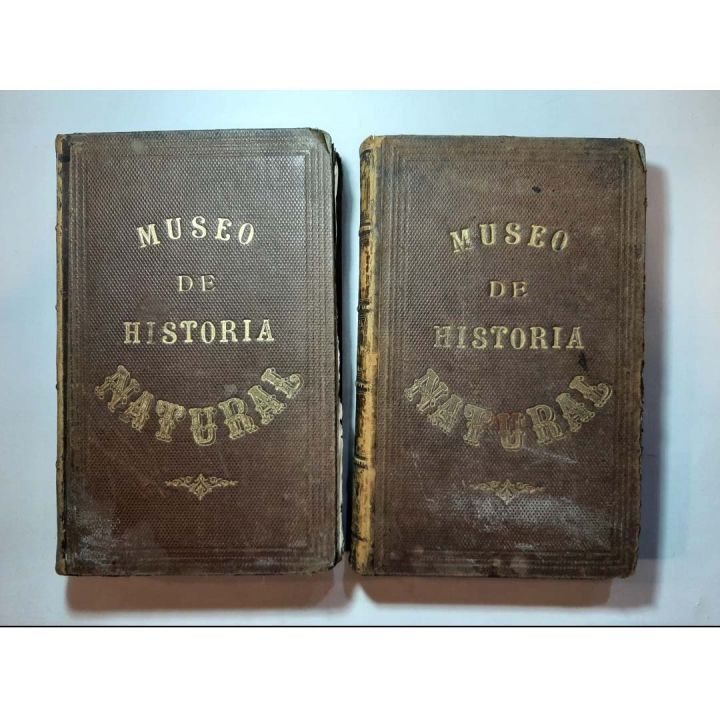 MUSEO
DE
HISTORIA
NATURAL
MUSEO
DE
HISTORIA
NATURAL